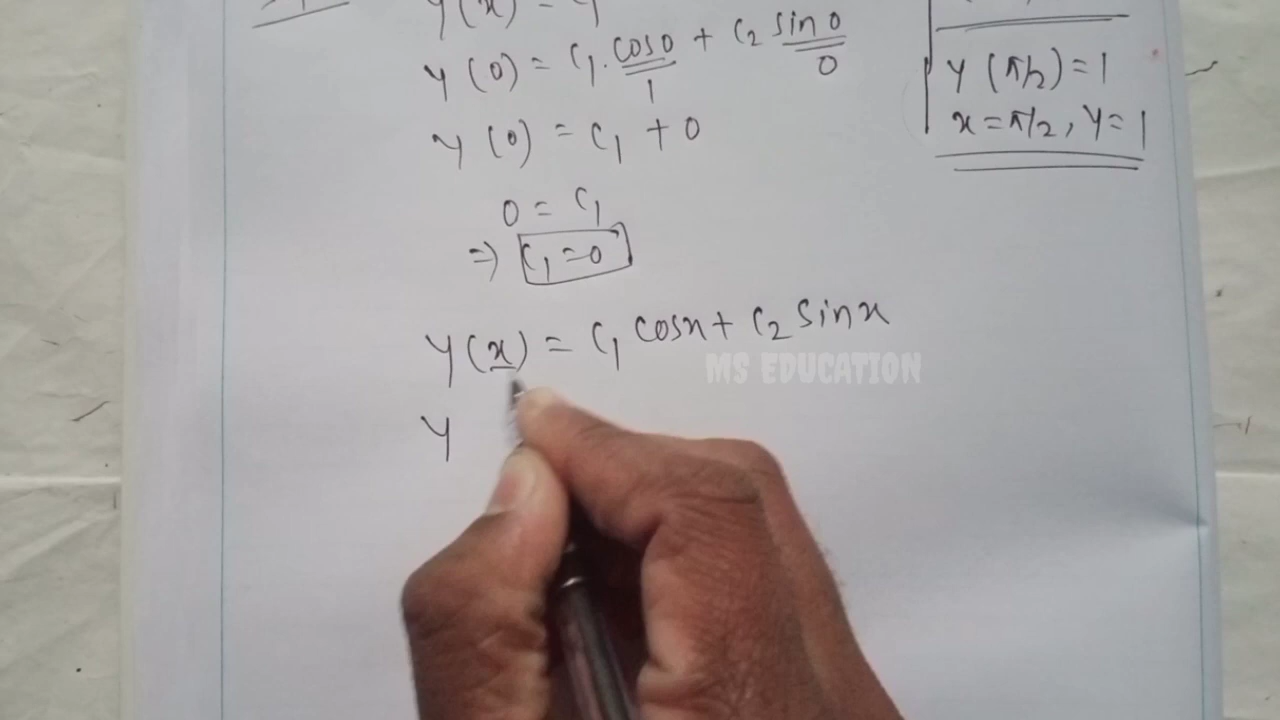 y(x) = y
y(0) = C1. cos0 + C2 sin0
1 0
y(0) = C1 + 0
0 = C1
⇒ C1 = 0
y(x) = C1 cosx + C2 sinx
y
y(π/2) = 1
x = π/2, y = 1
MS EDUCATION